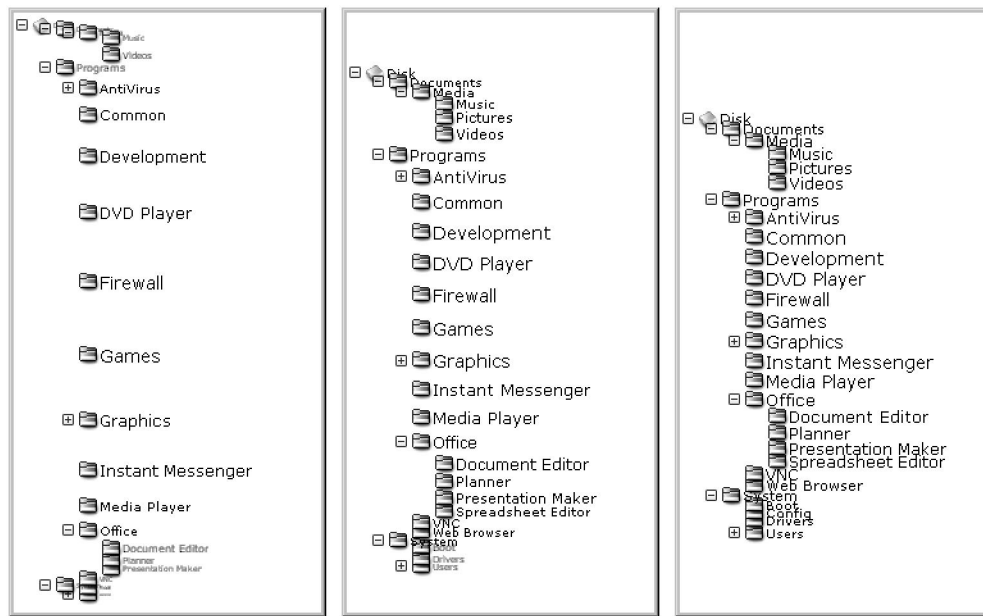 Music
Videos
Programs
AntiVirus
Common
Development
DVD Player
Firewall
Games
Graphics
Instant Messenger
Media Player
Office
Document Editor
Planner
Presentation Maker
VNC
Disk
Documents
Media
Music
Pictures
Videos
Programs
AntiVirus
Common
Development
DVD Player
Firewall
Games
Graphics
Instant Messenger
Media Player
Office
Document Editor
Planner
Presentation Maker
Spreadsheet Editor
VNC
Web Browser
System
Boot
Drivers
Users
Disk
Documents
Media
Music
Pictures
Videos
Programs
AntiVirus
Common
Development
DVD Player
Firewall
Games
Graphics
Instant Messenger
Media Player
Office
Document Editor
Planner
Presentation Maker
Spreadsheet Editor
VNC
Web Browser
System
Boot
Config
Drivers
Users